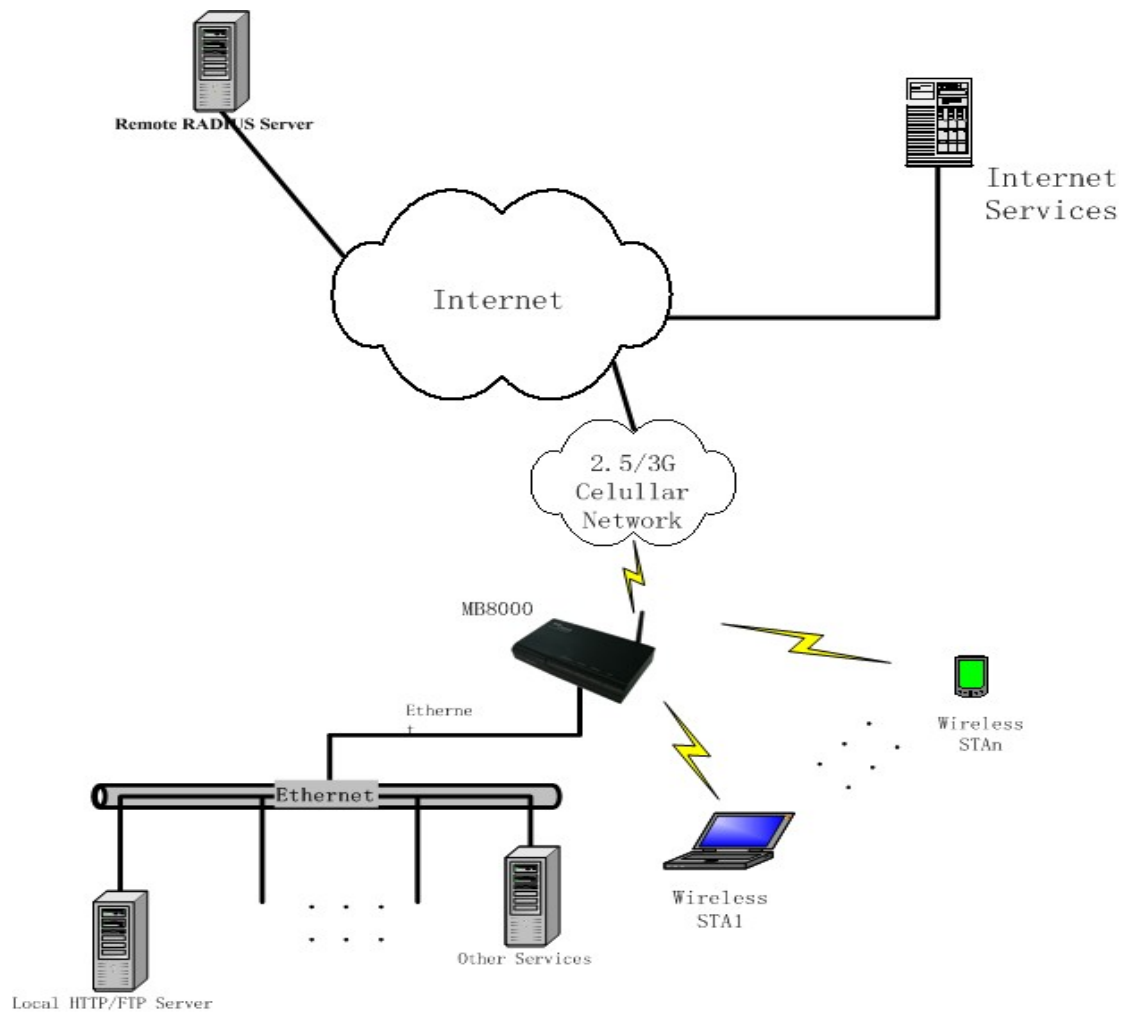 Remote RADIUS Server
Internet
Services
Internet
2.5/3G
Celullar
Network
MB8000
Etherne
t
Wireless
STAn
Ethernet
Wireless
STA1
Other Services
Local HTTP/FTP Server